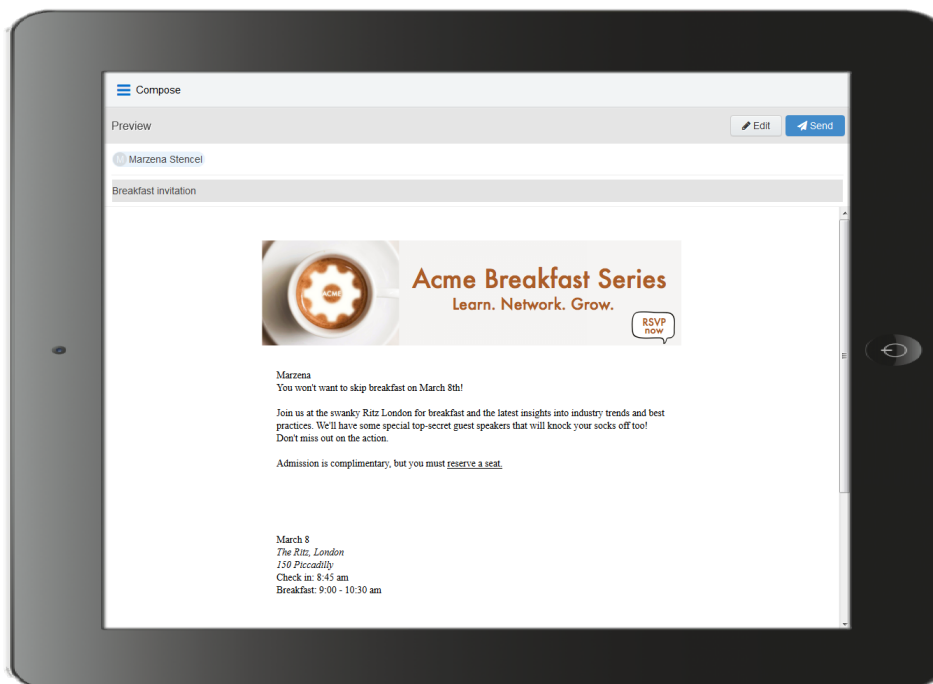 Compose
Preview
Edit
Send
M Marzena Stencel
Breakfast invitation
ACME
Acme Breakfast Series
Learn. Network. Grow.
RSVP
now
Marzena
You won't want to skip breakfast on March 8th!
Join us at the swanky Ritz London for breakfast and the latest insights into industry trends and best
practices. We'll have some special top-secret guest speakers that will knock your socks off too!
Don't miss out on the action.
Admission is complimentary, but you must reserve a seat.
March 8
The Ritz, London
150 Piccadilly
Check in: 8:45 am
Breakfast: 9:00 - 10:30 am